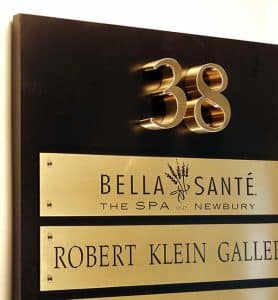 38
BELLA SANTÉ
THE SPA on NEWBURY
ROBERT KLEIN GALLE